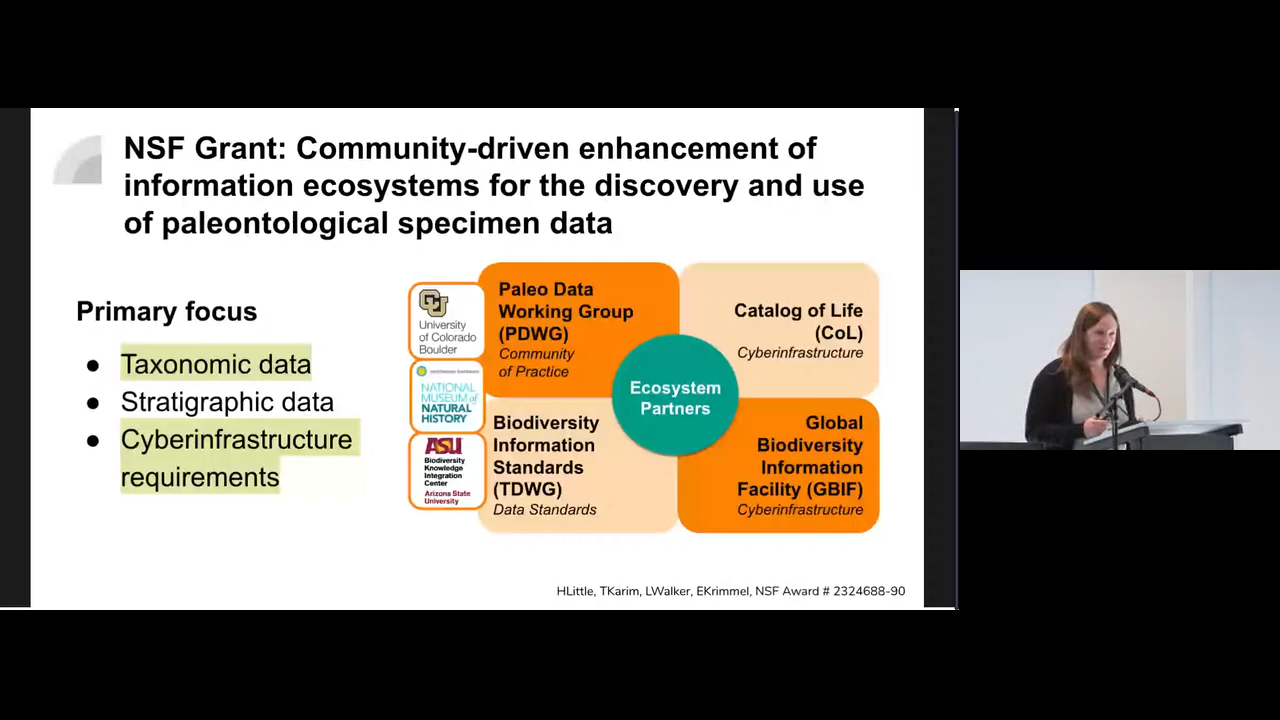 NSF Grant: Community-driven enhancement of
information ecosystems for the discovery and use
of paleontological specimen data
Primary focus
● Taxonomic data
● Stratigraphic data
● Cyberinfrastructure
requirements
CU
University
of Colorado
Boulder
NATIONAL
MUSEUM of
NATURAL
HISTORY
ASU
Biodiversity
Knowledge
Integration
Center
Arizona State
University
Paleo Data
Working Group
(PDWG)
Community
of Practice
Catalog of Life
(CoL)
Cyberinfrastructure
Ecosystem
Partners
Biodiversity
Information
Standards
(TDWG)
Data Standards
Global
Biodiversity
Information
Facility (GBIF)
Cyberinfrastructure
HLittle, TKarim, LWalker, EKrimmel, NSF Award # 2324688-90